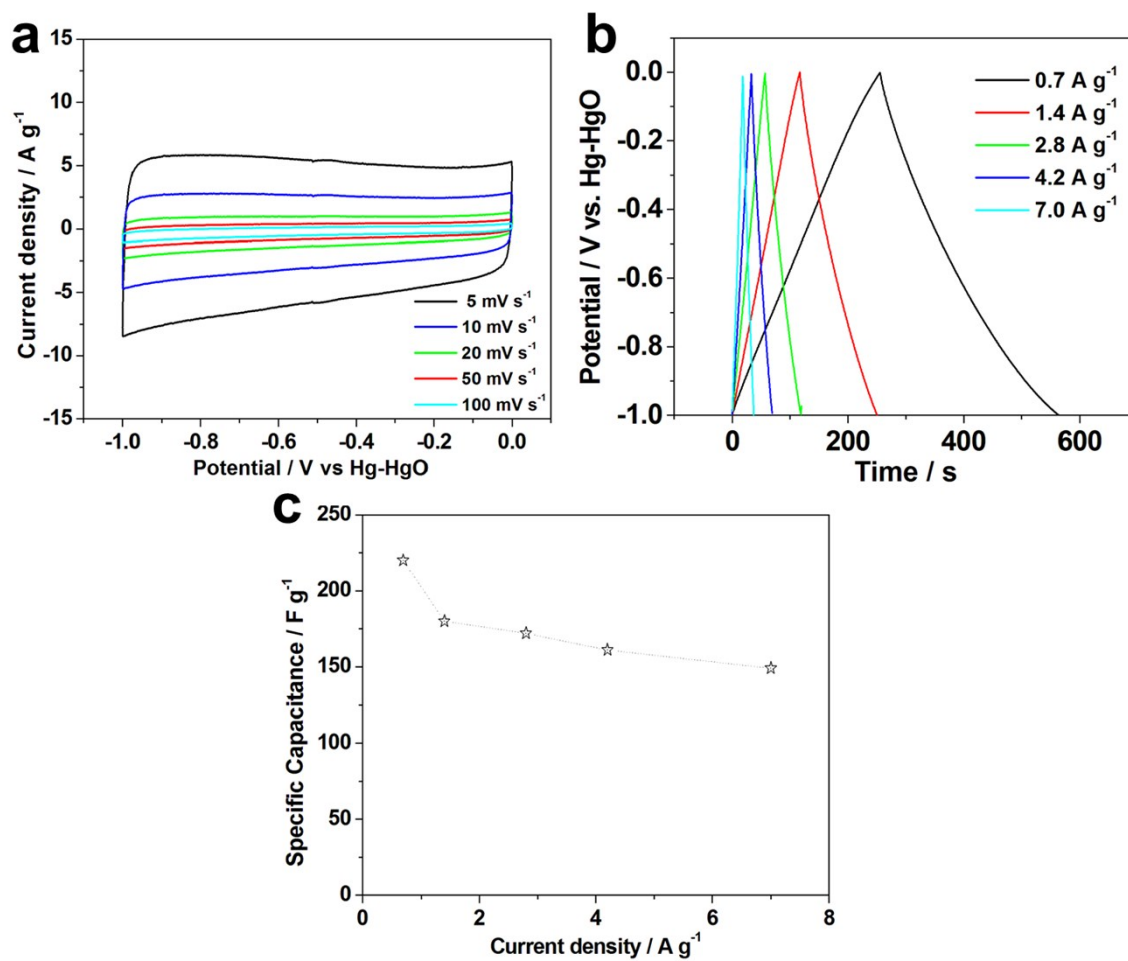 a
15
10
5
0
-5
-10
-15
Current density / A g⁻¹
5 mV s⁻¹
10 mV s⁻¹
20 mV s⁻¹
50 mV s⁻¹
100 mV s⁻¹
-1.0 -0.8 -0.6 -0.4 -0.2 0.0
Potential / V vs Hg-HgO
b
0.0
-0.2
-0.4
-0.6
-0.8
-1.0
Potential / V vs. Hg-HgO
0.7 A g⁻¹
1.4 A g⁻¹
2.8 A g⁻¹
4.2 A g⁻¹
7.0 A g⁻¹
0 200 400 600
Time / s
c
250
200
150
100
50
0
Specific Capacitance / F g⁻¹
0 2 4 6 8
Current density / A g⁻¹